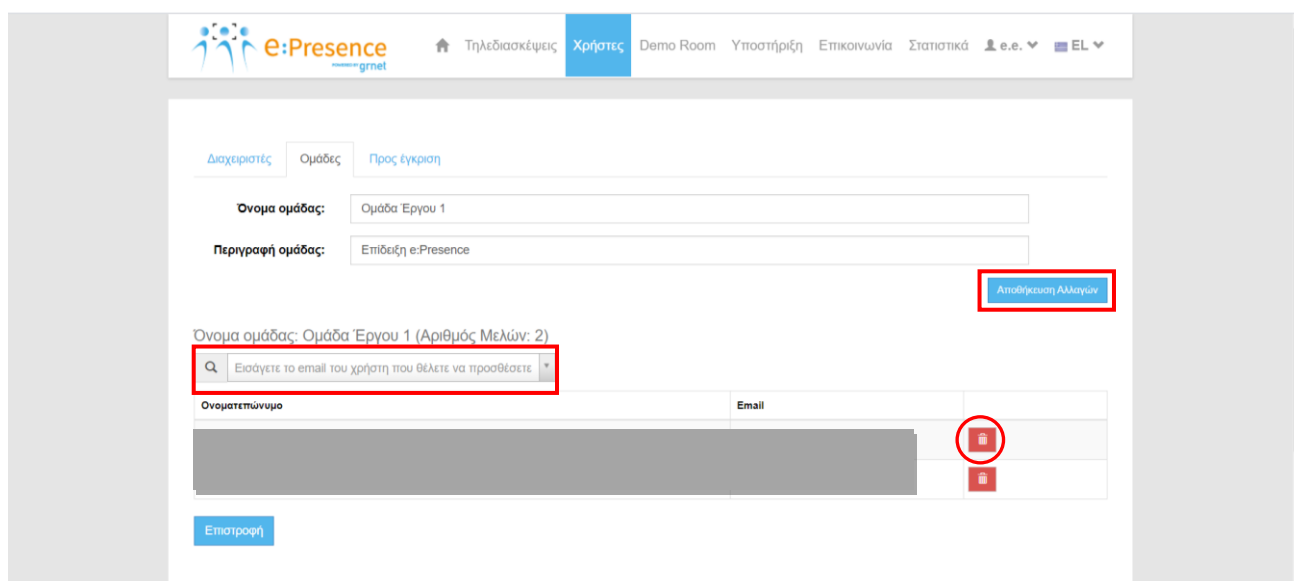 e:Presence
POWERED BY grnet
Τηλεδιασκέψεις Χρήστες Demo Room Υποστήριξη Επικοινωνία Στατιστικά e.e. EL
Διαχειριστές Ομάδες Προς έγκριση
Όνομα ομάδας: Ομάδα Έργου 1
Περιγραφή ομάδας: Επίδειξη e:Presence
Αποθήκευση Αλλαγών
Όνομα ομάδας: Ομάδα Έργου 1 (Αριθμός Μελών: 2)
Εισάγετε το email του χρήστη που θέλετε να προσθέσετε
Ονοματεπώνυμο Email
Επιστροφή